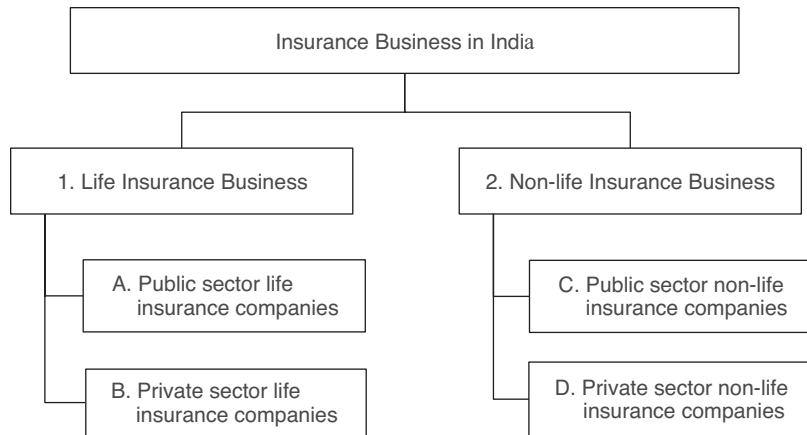 Insurance Business in India
1. Life Insurance Business
2. Non-life Insurance Business
A. Public sector life
insurance companies
C. Public sector non-life
insurance companies
B. Private sector life
insurance companies
D. Private sector non-life
insurance companies